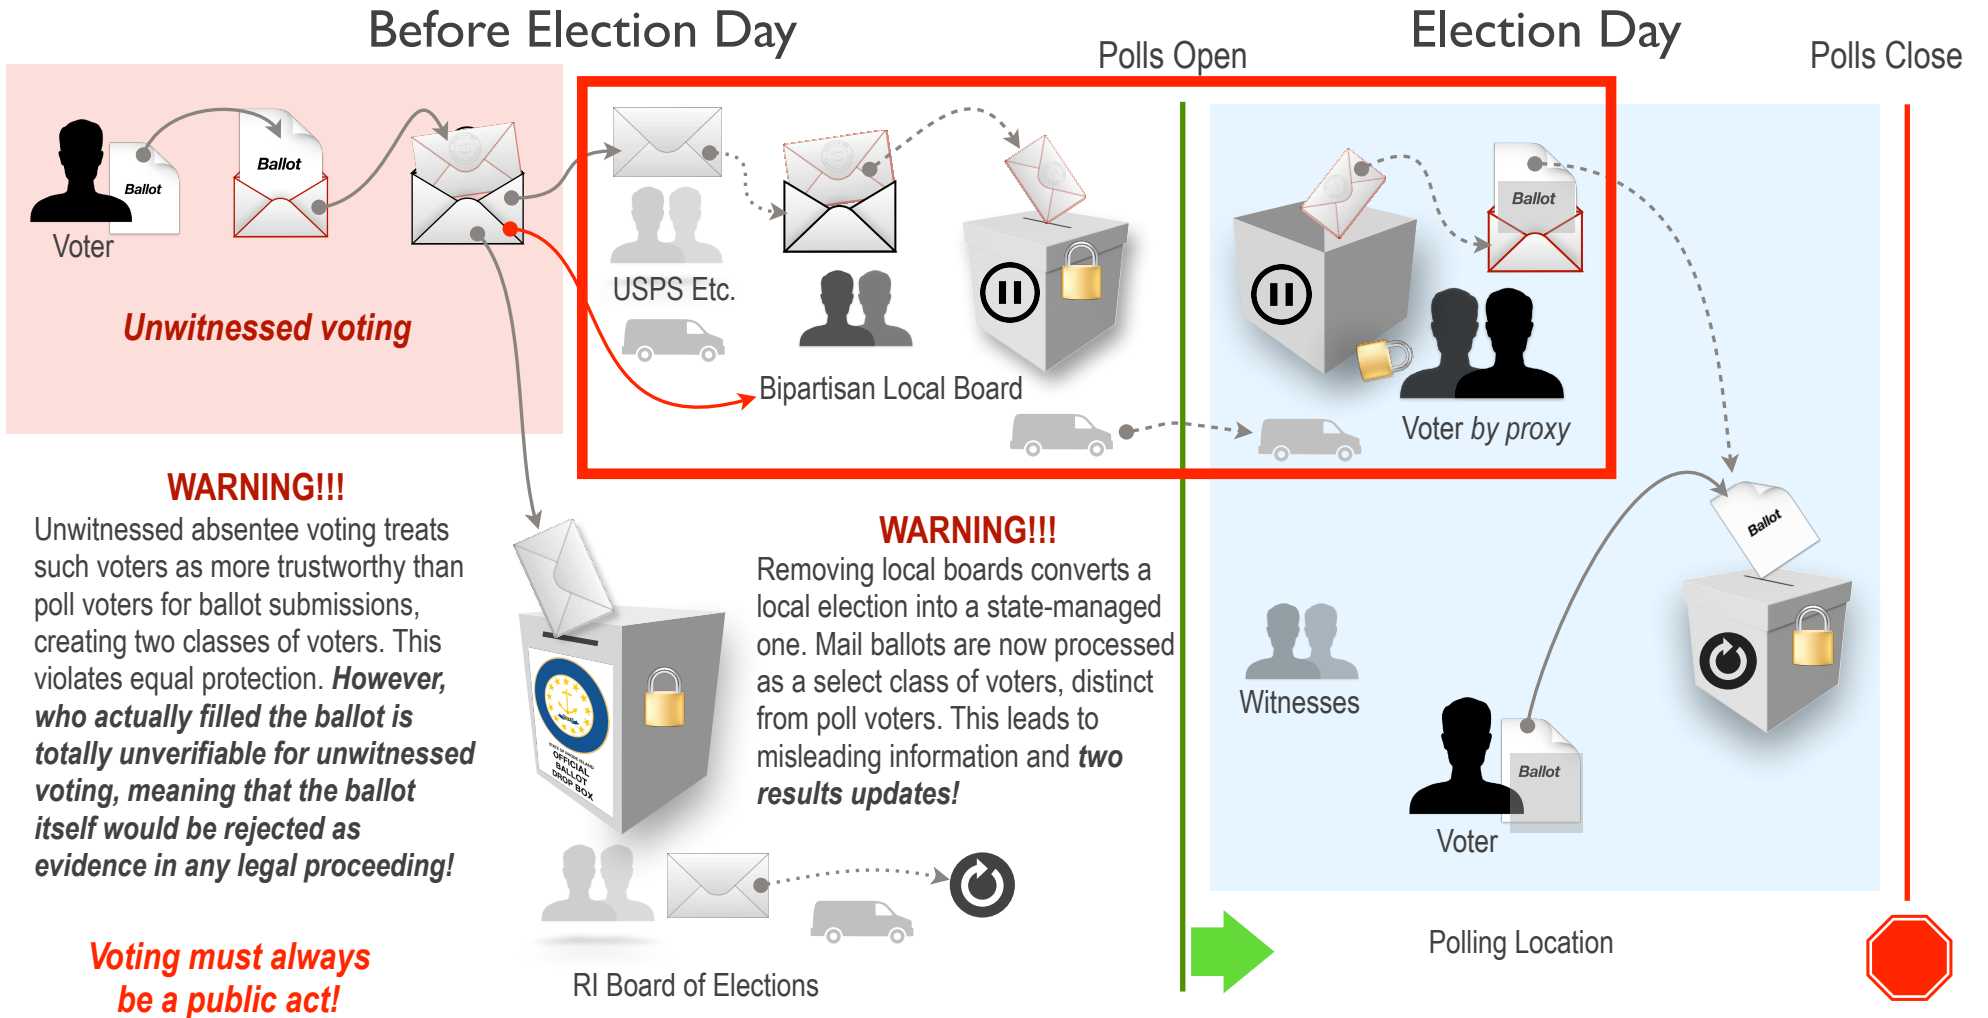 Before Election Day
Election Day
Polls Open
Polls Close
Ballot
Voter
Ballot
Unwitnessed voting
USPS Etc.
Bipartisan Local Board
Ballot
Voter by proxy
WARNING!!!
Unwitnessed absentee voting treats
such voters as more trustworthy than
poll voters for ballot submissions,
creating two classes of voters. This
violates equal protection. However,
who actually filled the ballot is
totally unverifiable for unwitnessed
voting, meaning that the ballot
itself would be rejected as
evidence in any legal proceeding!
Voting must always
be a public act!
STATE OF RHODE ISLAND
OFFICIAL
BALLOT
DROP BOX
RI Board of Elections
WARNING!!!
Removing local boards converts a
local election into a state-managed
one. Mail ballots are now processed
as a select class of voters, distinct
from poll voters. This leads to
misleading information and two
results updates!
Witnesses
Ballot
Voter
Ballot
Polling Location